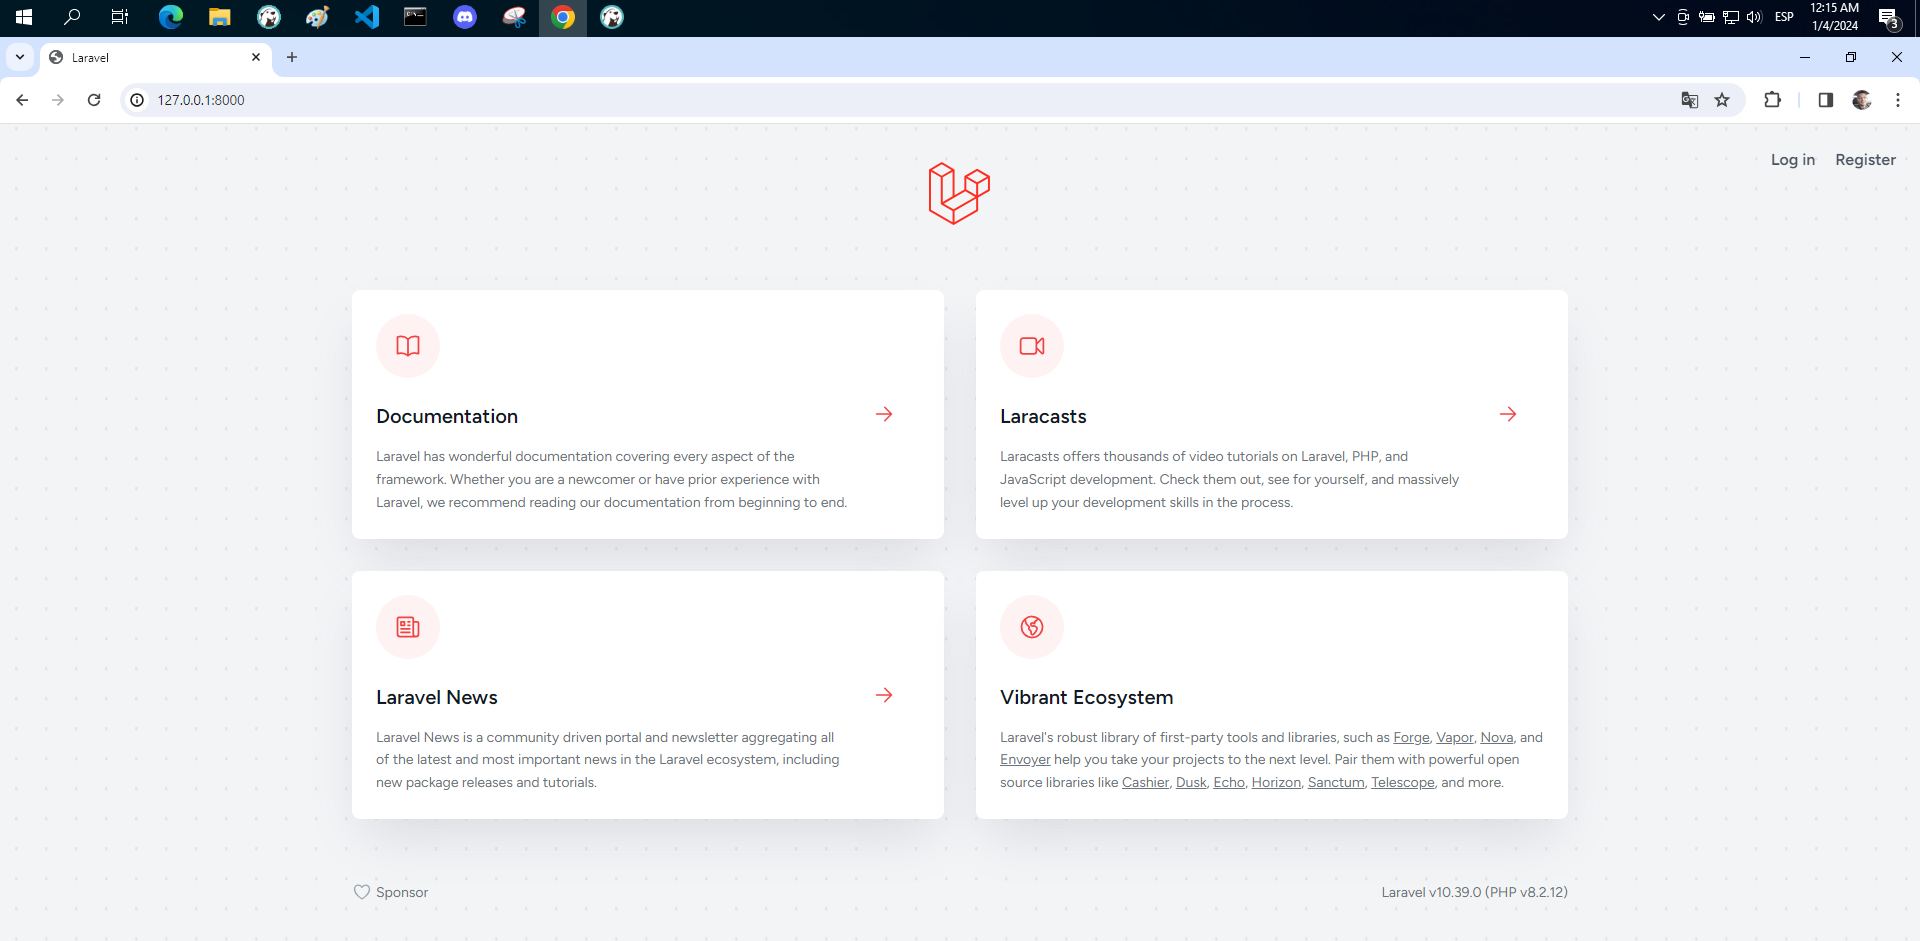 ESP
12:15 AM
1/4/2024
3
Laravel
127.0.0.1:8000
Log in Register
Documentation
Laravel has wonderful documentation covering every aspect of the
framework. Whether you are a newcomer or have prior experience with
Laravel, we recommend reading our documentation from beginning to end.
Laracasts
Laracasts offers thousands of video tutorials on Laravel, PHP, and
JavaScript development. Check them out, see for yourself, and massively
level up your development skills in the process.
Laravel News
Laravel News is a community driven portal and newsletter aggregating all
of the latest and most important news in the Laravel ecosystem, including
new package releases and tutorials.
Vibrant Ecosystem
Laravel's robust library of first-party tools and libraries, such as Forge, Vapor, Nova, and
Envoyer help you take your projects to the next level. Pair them with powerful open
source libraries like Cashier, Dusk, Echo, Horizon, Sanctum, Telescope, and more.
Sponsor
Laravel v10.39.0 (PHP v8.2.12)